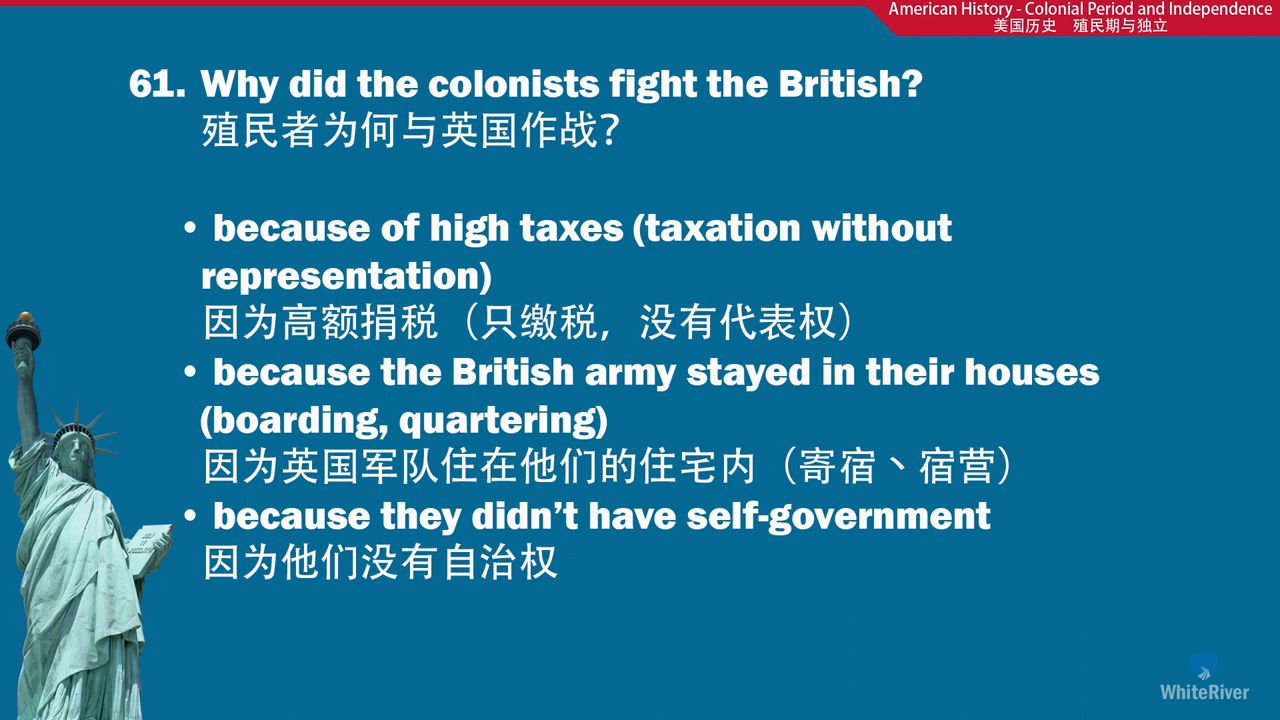 American History - Colonial Period and Independence
美国历史 殖民期与独立
61. Why did the colonists fight the British?
殖民者为何与英国作战?
• because of high taxes (taxation without
representation)
因为高额捐税（只缴税，没有代表权）
• because the British army stayed in their houses
(boarding, quartering)
因为英国军队住在他们的住宅内（寄宿丶宿营）
• because they didn't have self-government
因为他们没有自治权
WhiteRiver